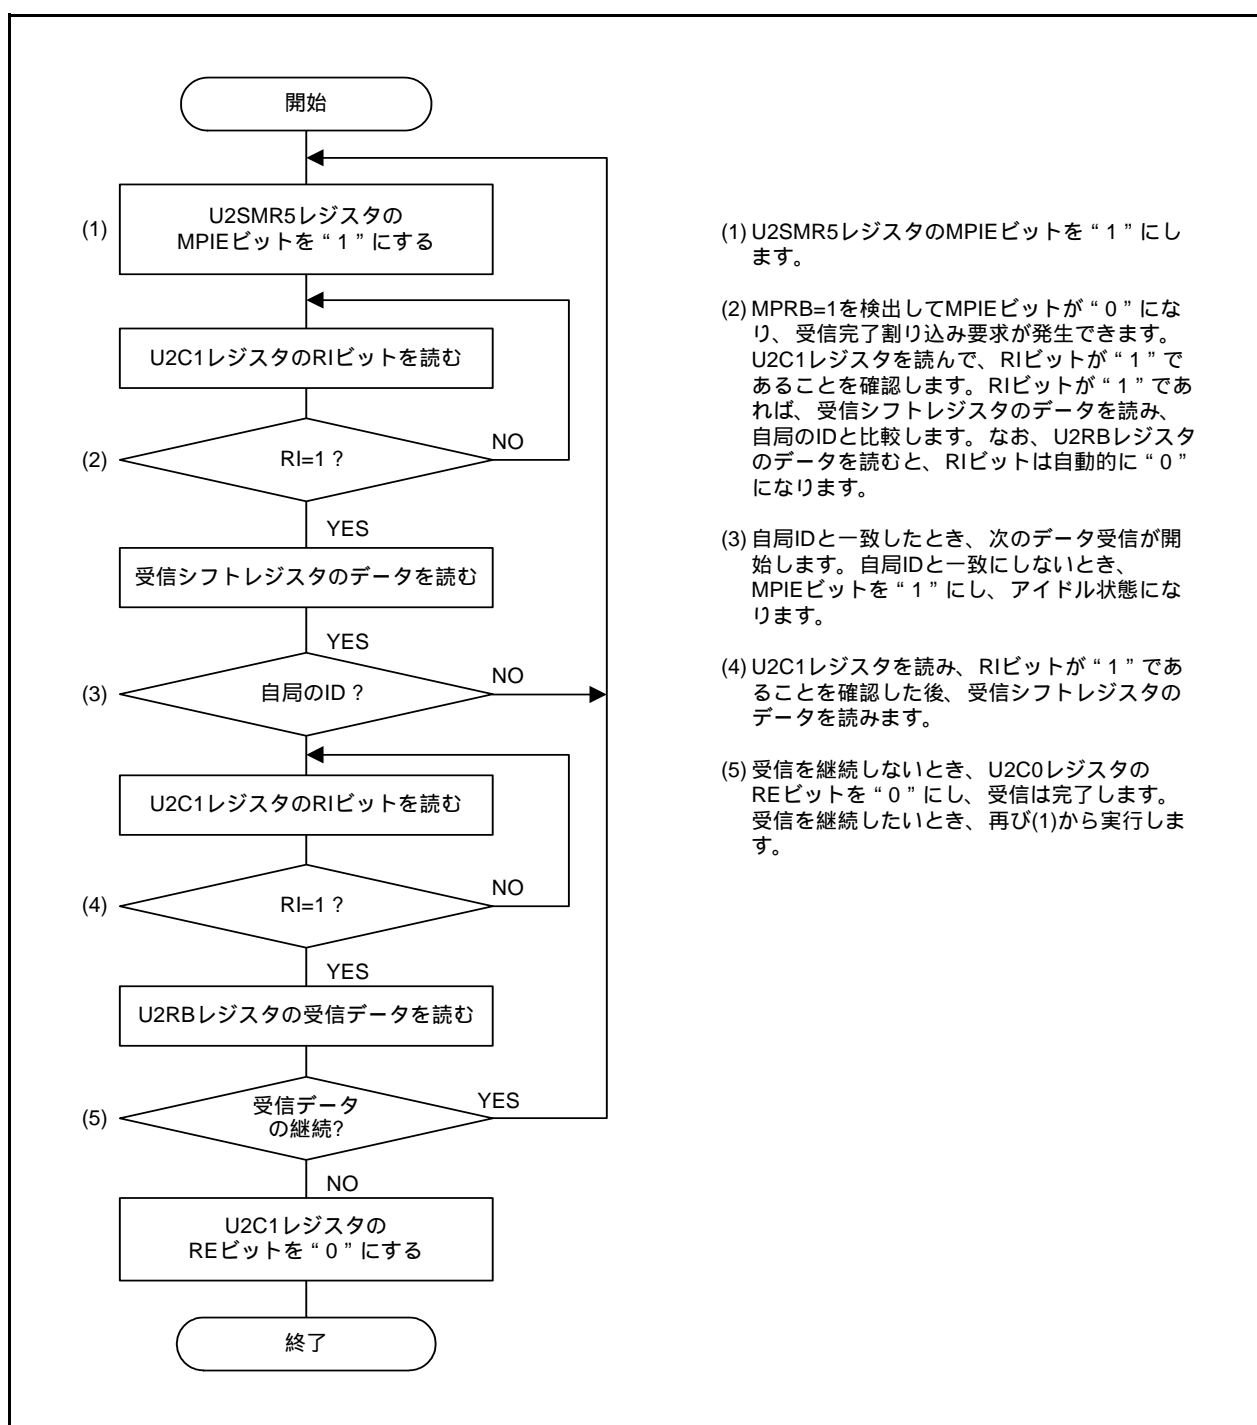 開始
(1)
U2SMR5レジスタの
MPIEビットを“1”にする
U2C1レジスタのRIビットを読む
(2)
RI=1?
NO
YES
受信シフトレジスタのデータを読む
YES
(3)
自局のID?
NO
U2C1レジスタのRIビットを読む
(4)
RI=1?
NO
YES
U2RBレジスタの受信データを読む
(5)
受信データ
の継続?
YES
NO
U2C1レジスタの
REビットを“0”にする
終了
(1) U2SMR5レジスタのMPIEビットを“1”にし
ます。
(2) MPRB=1を検出してMPIEビットが“0”にな
り、受信完了割り込み要求が発生できます。
U2C1レジスタを読んで、RIビットが“1”で
あることを確認します。RIビットが“1”であ
れば、受信シフトレジスタのデータを読み、
自局のIDと比較します。なお、U2RBレジスタ
のデータを読むと、RIビットは自動的に“0”
になります。
(3) 自局IDと一致したとき、次のデータ受信が開
始します。自局IDと一致にしないとき、
MPIEビットを“1”にし、アイドル状態にな
ります。
(4) U2C1レジスタを読み、RIビットが“1”であ
ることを確認した後、受信シフトレジスタの
データを読みます。
(5) 受信を継続しないとき、U2C0レジスタの
REビットを“0”にし、受信は完了します。
受信を継続したいとき、再び(1)から実行しま
す。